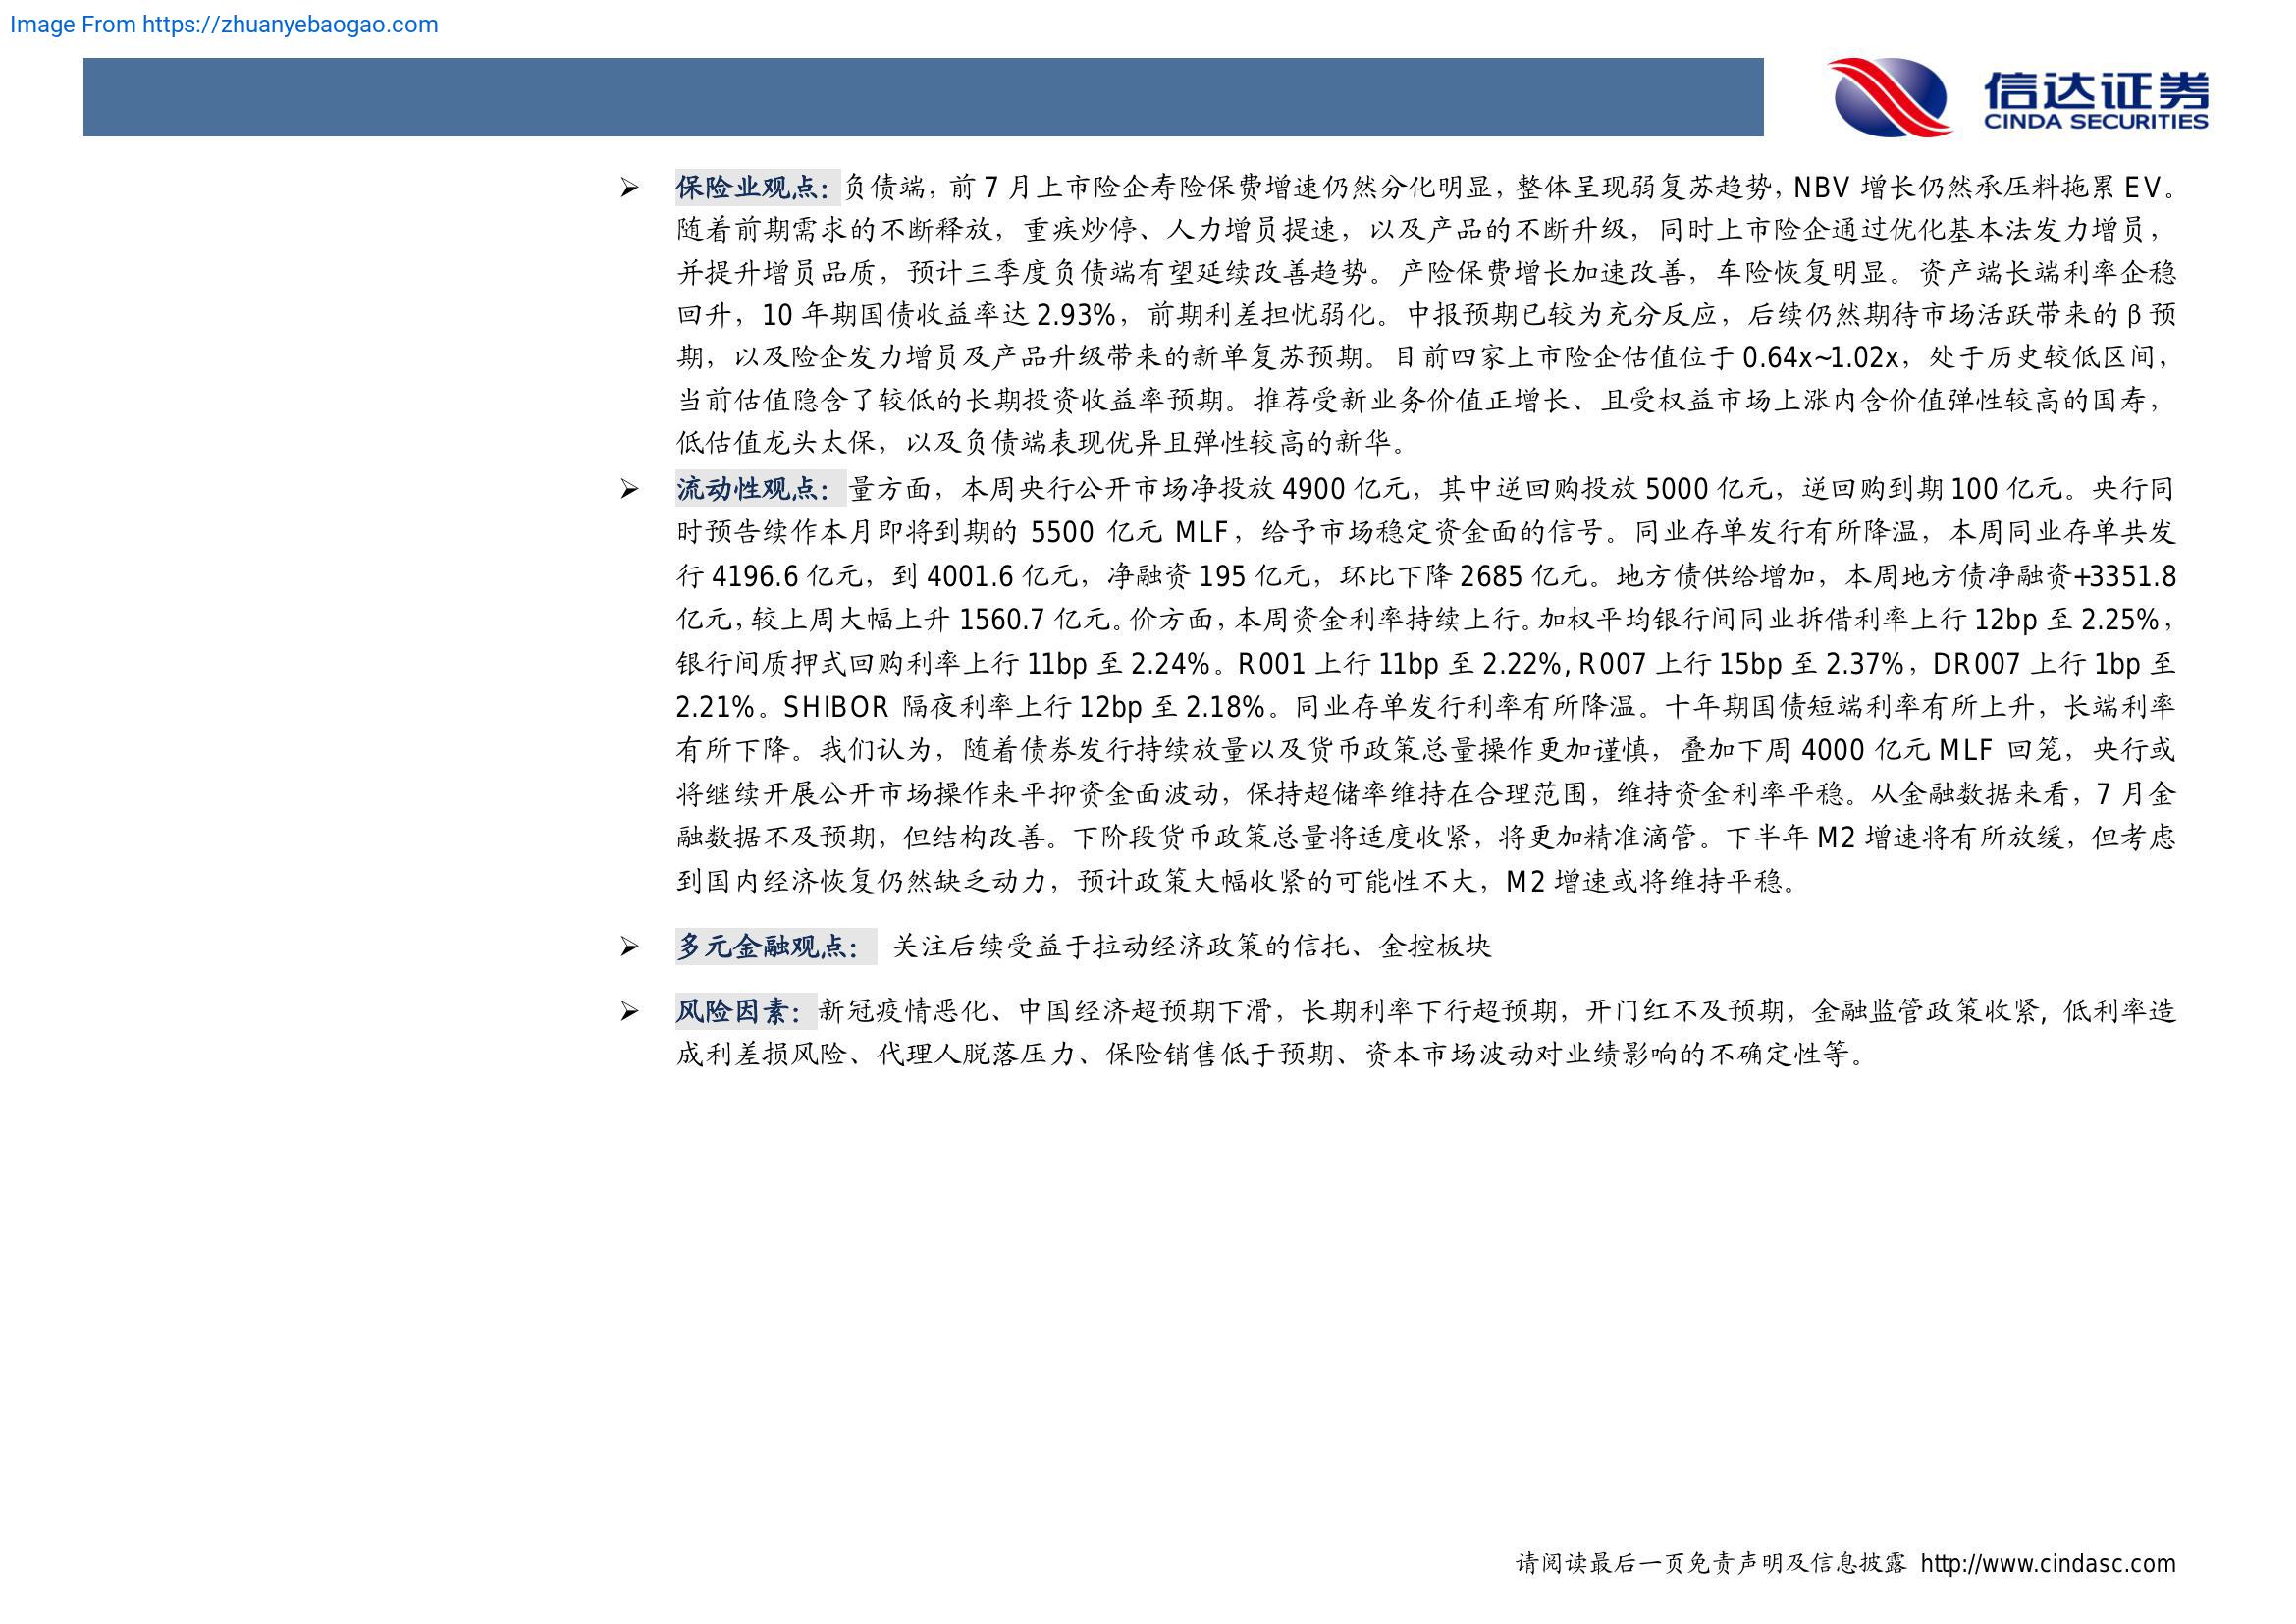 Image From https://zhuanyebaogao.com
信达证券
CINDA SECURITIES
➢ 保险业观点：负债端，前 7 月上市险企寿险保费增速仍然分化明显，整体呈现弱复苏趋势，NBV 增长仍然承压料拖累 EV。
随着前期需求的不断释放，重疾炒停、人力增员提速，以及产品的不断升级，同时上市险企通过优化基本法发力增员，
并提升增员品质，预计三季度负债端有望延续改善趋势。产险保费增长加速改善，车险恢复明显。资产端长端利率企稳
回升，10 年期国债收益率达 2.93%，前期利差担忧弱化。中报预期已较为充分反应，后续仍然期待市场活跃带来的 β 预
期，以及险企发力增员及产品升级带来的新单复苏预期。目前四家上市险企估值位于 0.64x~1.02x，处于历史较低区间，
当前估值隐含了较低的长期投资收益率预期。推荐受新业务价值正增长、且受权益市场上涨内含价值弹性较高的国寿，
低估值龙头太保，以及负债端表现优异且弹性较高的新华。
➢ 流动性观点：量方面，本周央行公开市场净投放 4900 亿元，其中逆回购投放 5000 亿元，逆回购到期 100 亿元。央行同
时预告续作本月即将到期的 5500 亿元 MLF，给予市场稳定资金面的信号。同业存单发行有所降温，本周同业存单共发
行 4196.6 亿元，到 4001.6 亿元，净融资 195 亿元，环比下降 2685 亿元。地方债供给增加，本周地方债净融资+3351.8
亿元，较上周大幅上升 1560.7 亿元。价方面，本周资金利率持续上行。加权平均银行间同业拆借利率上行 12bp 至 2.25%，
银行间质押式回购利率上行 11bp 至 2.24%。R001 上行 11bp 至 2.22%, R007 上行 15bp 至 2.37%，DR007 上行 1bp 至
2.21%。SHIBOR 隔夜利率上行 12bp 至 2.18%。同业存单发行利率有所降温。十年期国债短端利率有所上升，长端利率
有所下降。我们认为，随着债券发行持续放量以及货币政策总量操作更加谨慎，叠加下周 4000 亿元 MLF 回笼，央行或
将继续开展公开市场操作来平抑资金面波动，保持超储率维持在合理范围，维持资金利率平稳。从金融数据来看，7 月金
融数据不及预期，但结构改善。下阶段货币政策总量将适度收紧，将更加精准滴管。下半年 M2 增速将有所放缓，但考虑
到国内经济恢复仍然缺乏动力，预计政策大幅收紧的可能性不大，M2 增速或将维持平稳。
➢ 多元金融观点： 关注后续受益于拉动经济政策的信托、金控板块
➢ 风险因素：新冠疫情恶化、中国经济超预期下滑，长期利率下行超预期，开门红不及预期，金融监管政策收紧, 低利率造
成利差损风险、代理人脱落压力、保险销售低于预期、资本市场波动对业绩影响的不确定性等。
请阅读最后一页免责声明及信息披露 http://www.cindasc.com